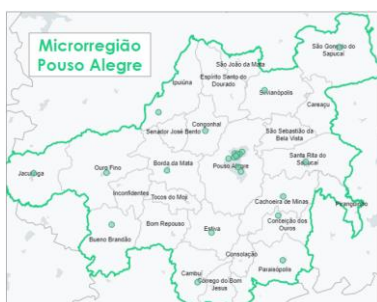 Microrregião
Pouso Alegre
São João da Mata
São Gonçalo do
Sapucaí
Ipuiúna
Espírito Santo do
Dourado
Silvianópolis
Careaçu
Congonhal
Senador José Bento
São Sebastião da
Bela Vista
Pouso Alegre
Santa Rita do
Sapucaí
Jacutinga
Ouro Fino
Borda da Mata
Inconfidentes
Tocos do Moji
Cachoeira de Minas
Piranguinho
Conceição dos
Ouros
Bom Repouso
Estiva
Bueno Brandão
Consolação
Cambuí
Paraisópolis
Córrego do Bom
Jesus